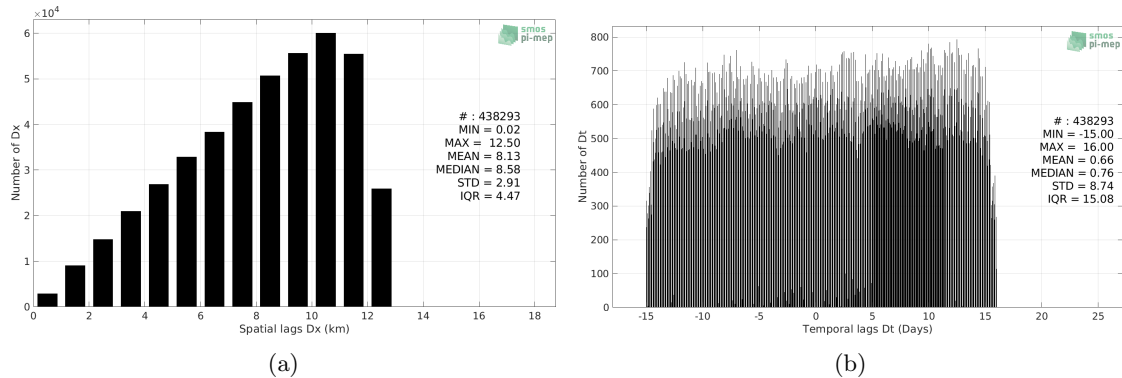 ×10⁴
6
5
4
3
2
1
0
Number of Dx
0 2 4 6 8 10 12 14 16 18
Spatial lags Dx (km)
smos
pi-mep
# : 438293
MIN = 0.02
MAX = 12.50
MEAN = 8.13
MEDIAN = 8.58
STD = 2.91
IQR = 4.47
(a)
800
700
600
500
400
300
200
100
0
Number of Dt
-15 -10 -5 0 5 10 15 20 25
Temporal lags Dt (Days)
smos
pi-mep
# : 438293
MIN = -15.00
MAX = 16.00
MEAN = 0.66
MEDIAN = 0.76
STD = 8.74
IQR = 15.08
(b)